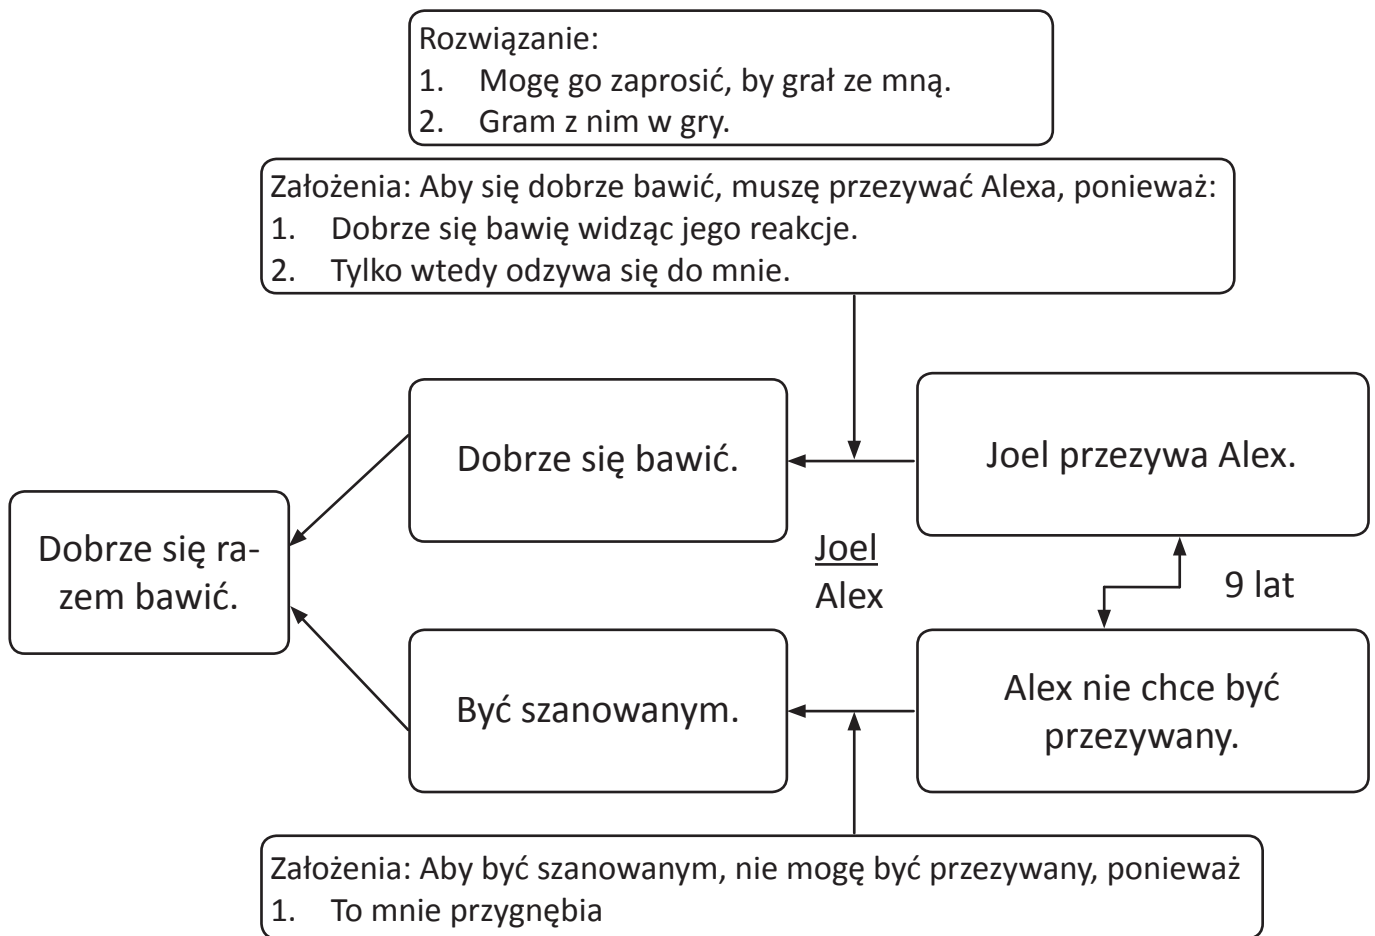 Rozwiązanie:
1. Mogę go zaprosić, by grał ze mną.
2. Gram z nim w gry.
Założenia: Aby się dobrze bawić, muszę przezywać Alexa, ponieważ:
1. Dobrze się bawię widząc jego reakcje.
2. Tylko wtedy odzywa się do mnie.
Dobrze się bawić.
Joel przezywa Alex.
Dobrze się ra-
zem bawić.
Joel
Alex
9 lat
Być szanowanym.
Alex nie chce być
przezywany.
Założenia: Aby być szanowanym, nie mogę być przezywany, ponieważ
1. To mnie przygnębia